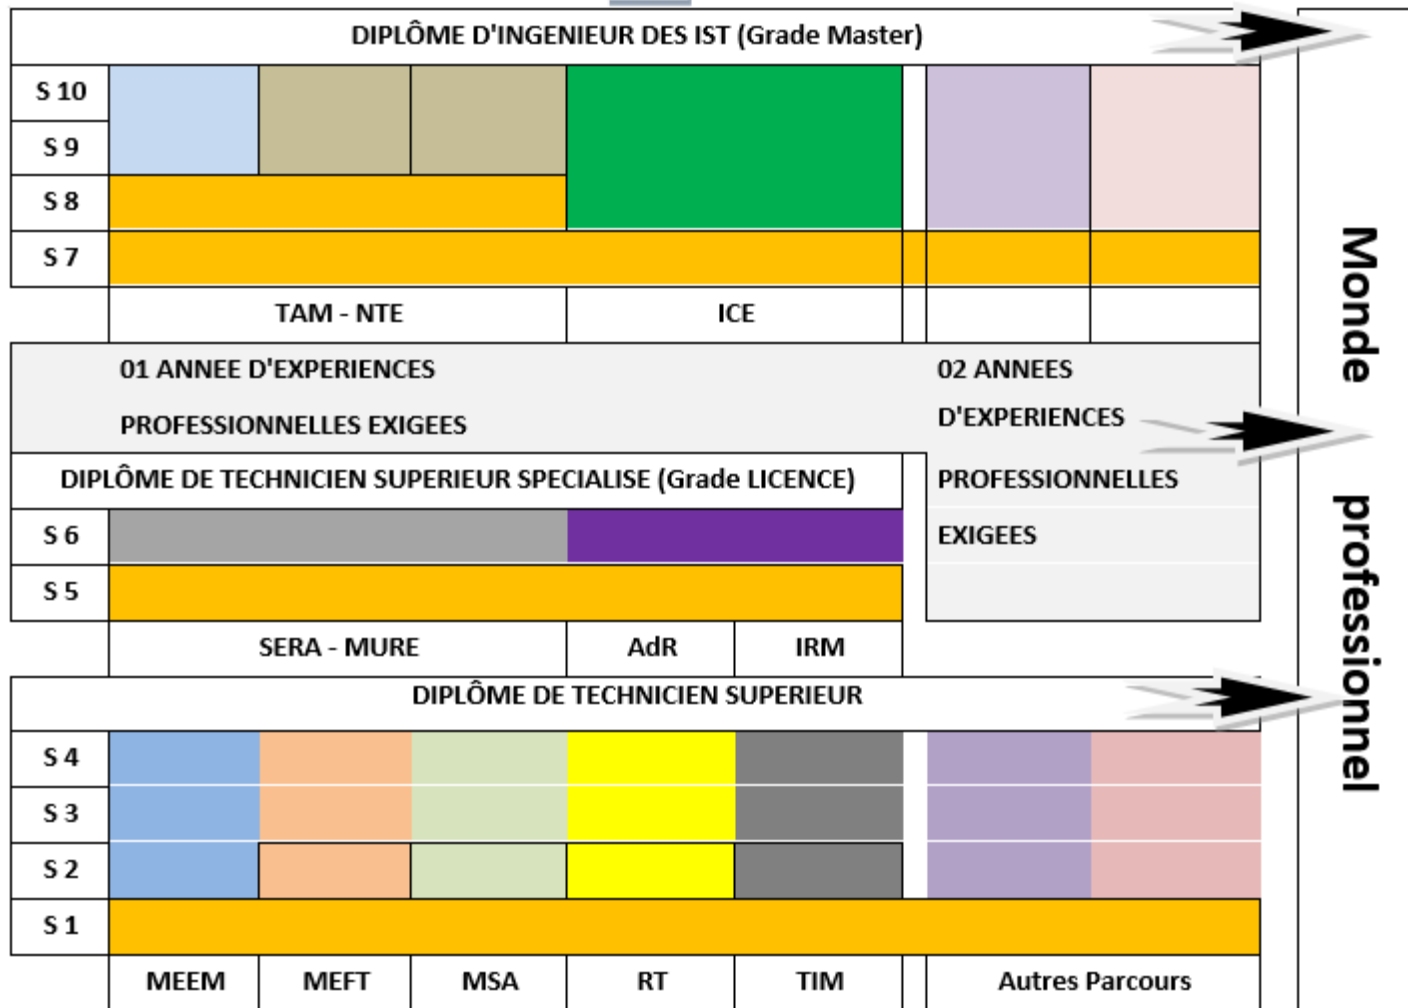 DIPLÔME D'INGENIEUR DES IST (Grade Master)
S 10
S 9
S 8
S 7
TAM - NTE
ICE
01 ANNEE D'EXPERIENCES
PROFESSIONNELLES EXIGEES
02 ANNEES
D'EXPERIENCES
PROFESSIONNELLES
EXIGEES
DIPLÔME DE TECHNICIEN SUPERIEUR SPECIALISE (Grade LICENCE)
S 6
S 5
SERA - MURE
AdR
IRM
DIPLÔME DE TECHNICIEN SUPERIEUR
S 4
S 3
S 2
S 1
MEEM
MEFT
MSA
RT
TIM
Autres Parcours
Monde professionnel